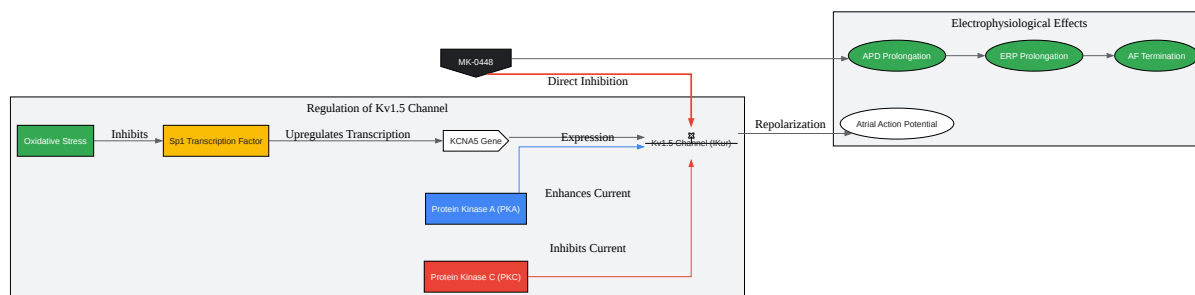 Electrophysiological Effects
MK-0448
APD Prolongation
ERP Prolongation
AF Termination
Direct Inhibition
Regulation of Kv1.5 Channel
Oxidative Stress
Inhibits
Sp1 Transcription Factor
Upregulates Transcription
KCNA5 Gene
Expression
Kv1.5 Channel (IKur)
Repolarization
Atrial Action Potential
Enhances Current
Protein Kinase A (PKA)
Inhibits Current
Protein Kinase C (PKC)